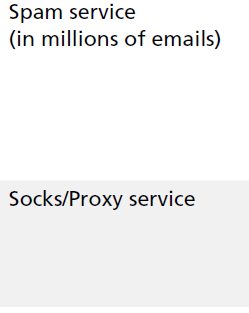 Spam service
(in millions of emails)
Socks/Proxy service